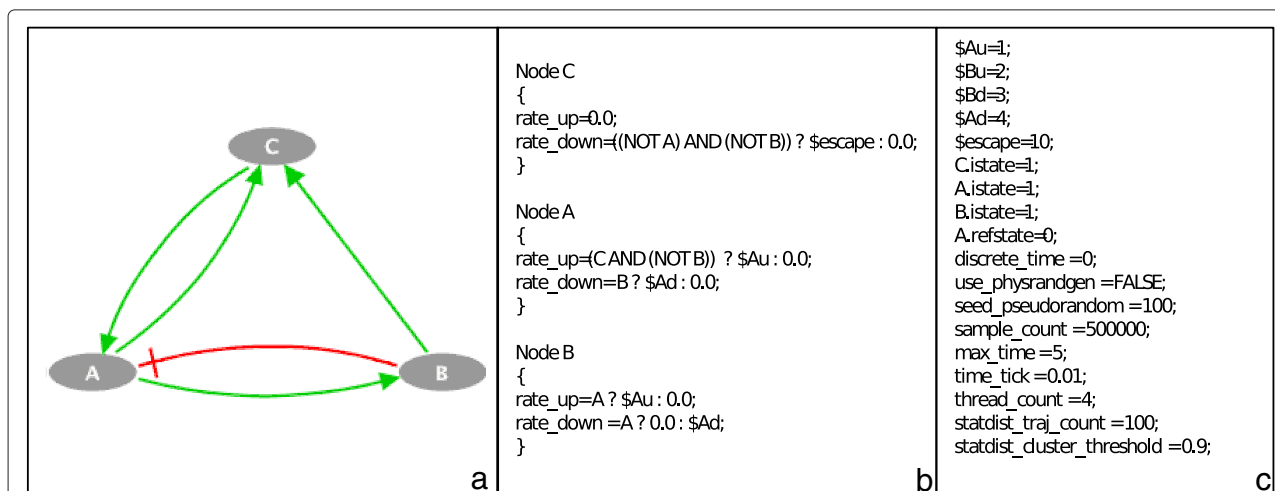 C
A
B
a
Node C
{
rate_up=0.0;
rate_down=((NOT A) AND (NOT B)) ? $escape : 0.0;
}
Node A
{
rate_up=(C AND (NOT B)) ? $Au : 0.0;
rate_down= B ? $Ad : 0.0;
}
Node B
{
rate_up= A ? $Au : 0.0;
rate_down = A ? 0.0 : $Ad;
}
b
$Au=1;
$Bu=2;
$Bd=3;
$Ad=4;
$escape=10;
C.istate=1;
A.istate=1;
B.istate=1;
A.refstate=0;
discrete_time =0;
use_physrandgen =FALSE;
seed_pseudorandom =100;
sample_count =500000;
max_time =5;
time_tick =0.01;
thread_count =4;
statdist_traj_count =100;
statdist_cluster_threshold =0.9;
c